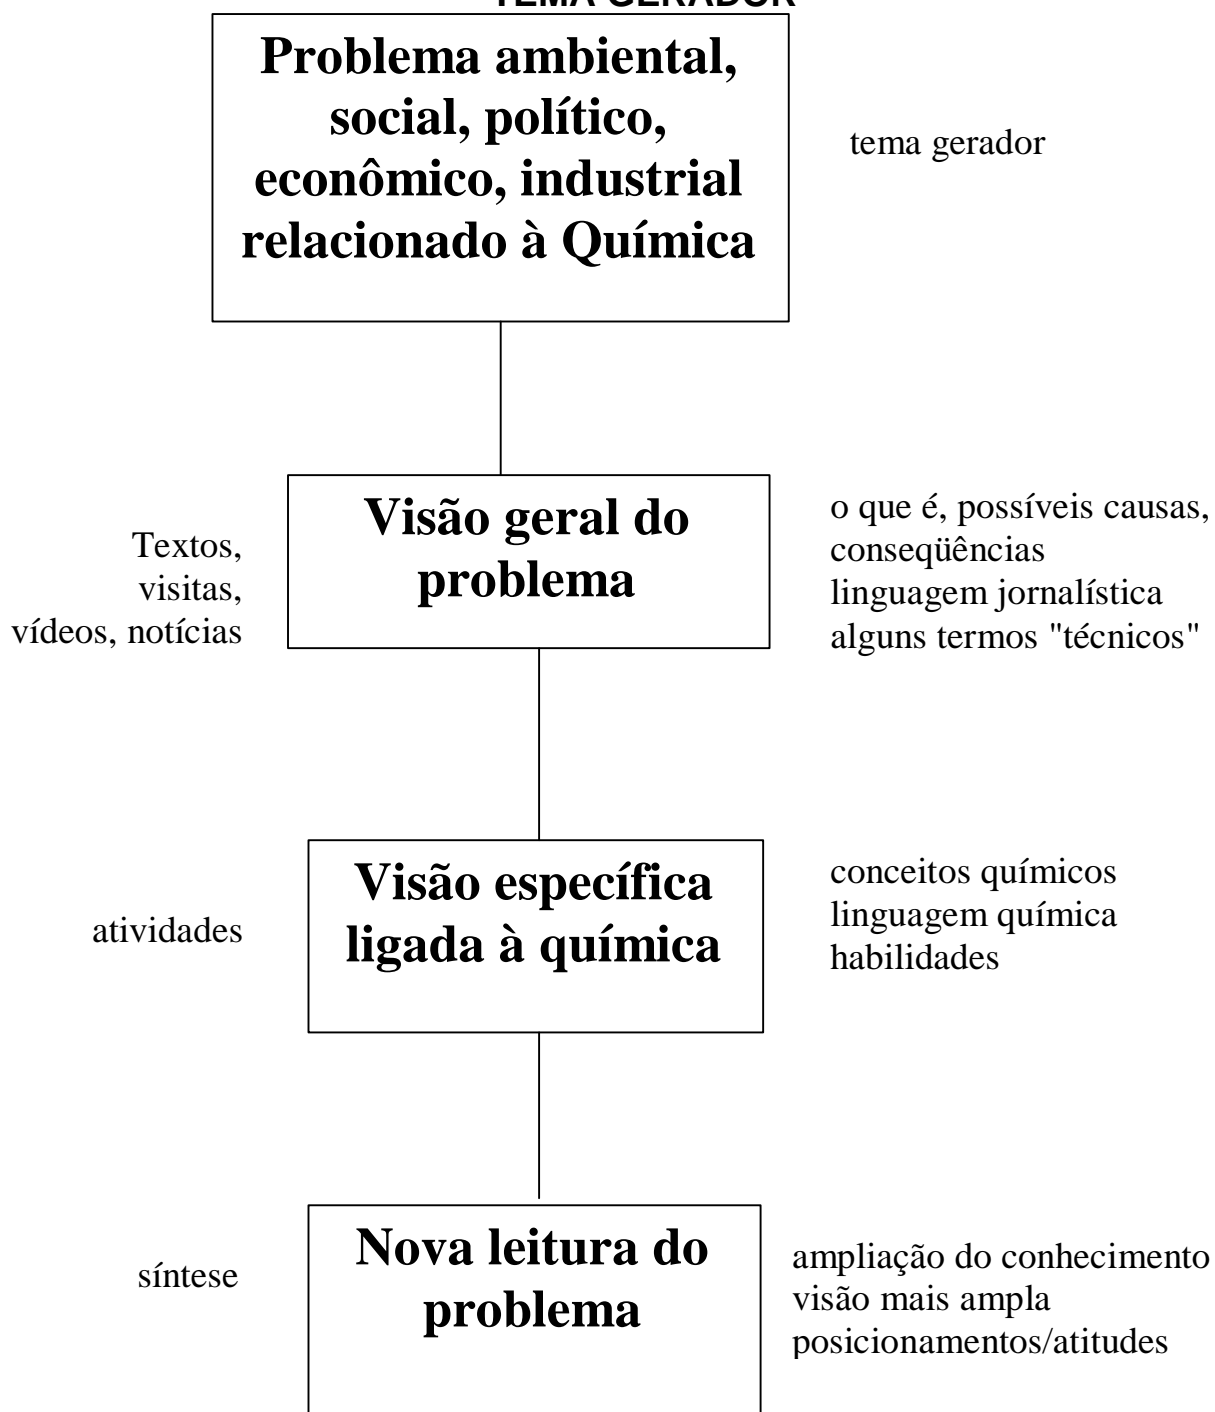 TEMA GERADOR
Problema ambiental,
social, político,
econômico, industrial
relacionado à Química
tema gerador
Visão geral do
problema
Textos,
visitas,
vídeos, notícias
o que é, possíveis causas,
conseqüências
linguagem jornalística
alguns termos "técnicos"
Visão específica
ligada à química
atividades
conceitos químicos
linguagem química
habilidades
Nova leitura do
problema
síntese
ampliação do conhecimento
visão mais ampla
posicionamentos/atitudes